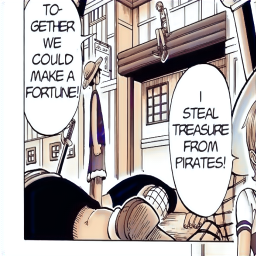 TO-
GETHER
WE
COULD
MAKE A
FORTUNE!
I
STEAL
TREASURE
FROM
PIRATES!